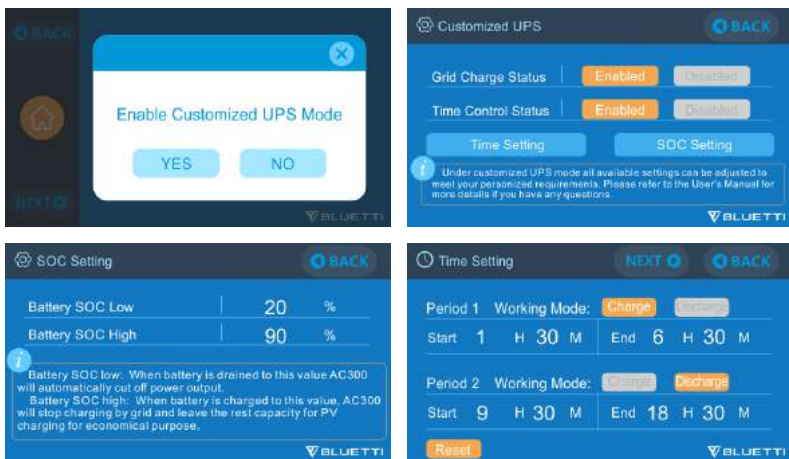 BACK
Enable Customized UPS Mode
YES NO
NEXT
BLUETTI
Customized UPS BACK
Grid Charge Status Enabled Disabled
Time Control Status Enabled Disabled
Time Setting SOC Setting
Under customized UPS mode all available settings can be adjusted to
meet your personized requirements. Please refer to the User's Manual for
more details if you have any questions.
BLUETTI
SOC Setting BACK
Battery SOC Low 20 %
Battery SOC High 90 %
Battery SOC low: When battery is drained to this value AC300
will automatically cut off power output.
Battery SOC high: When battery is charged to this value, AC300
will stop charging by grid and leave the rest capacity for PV
charging for economical purpose.
BLUETTI
Time Setting NEXT BACK
Period 1 Working Mode: Charge Discharge
Start 1 H 30 M End 6 H 30 M
Period 2 Working Mode: Charge Discharge
Start 9 H 30 M End 18 H 30 M
Reset BLUETTI